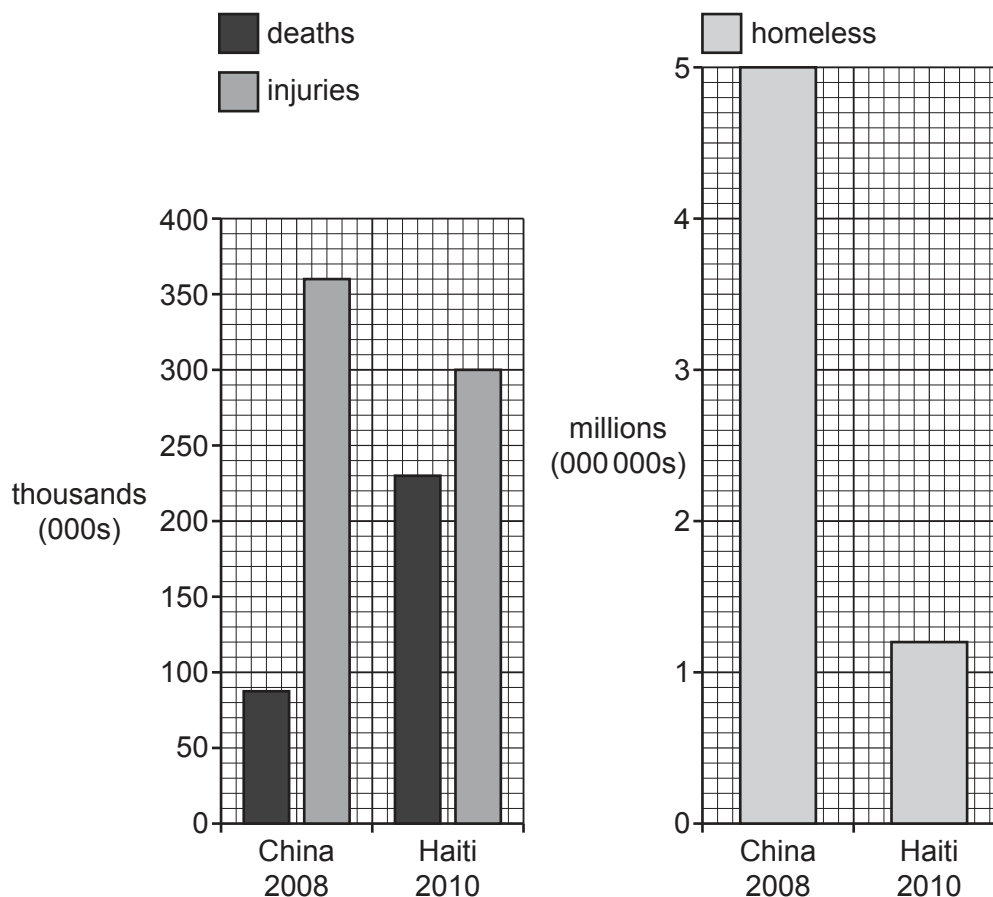 deaths
injuries
400
350
300
250
200
150
100
50
0
thousands
(000s)
China
2008
Haiti
2010
homeless
5
4
3
2
1
0
millions
(000 000s)
China
2008
Haiti
2010